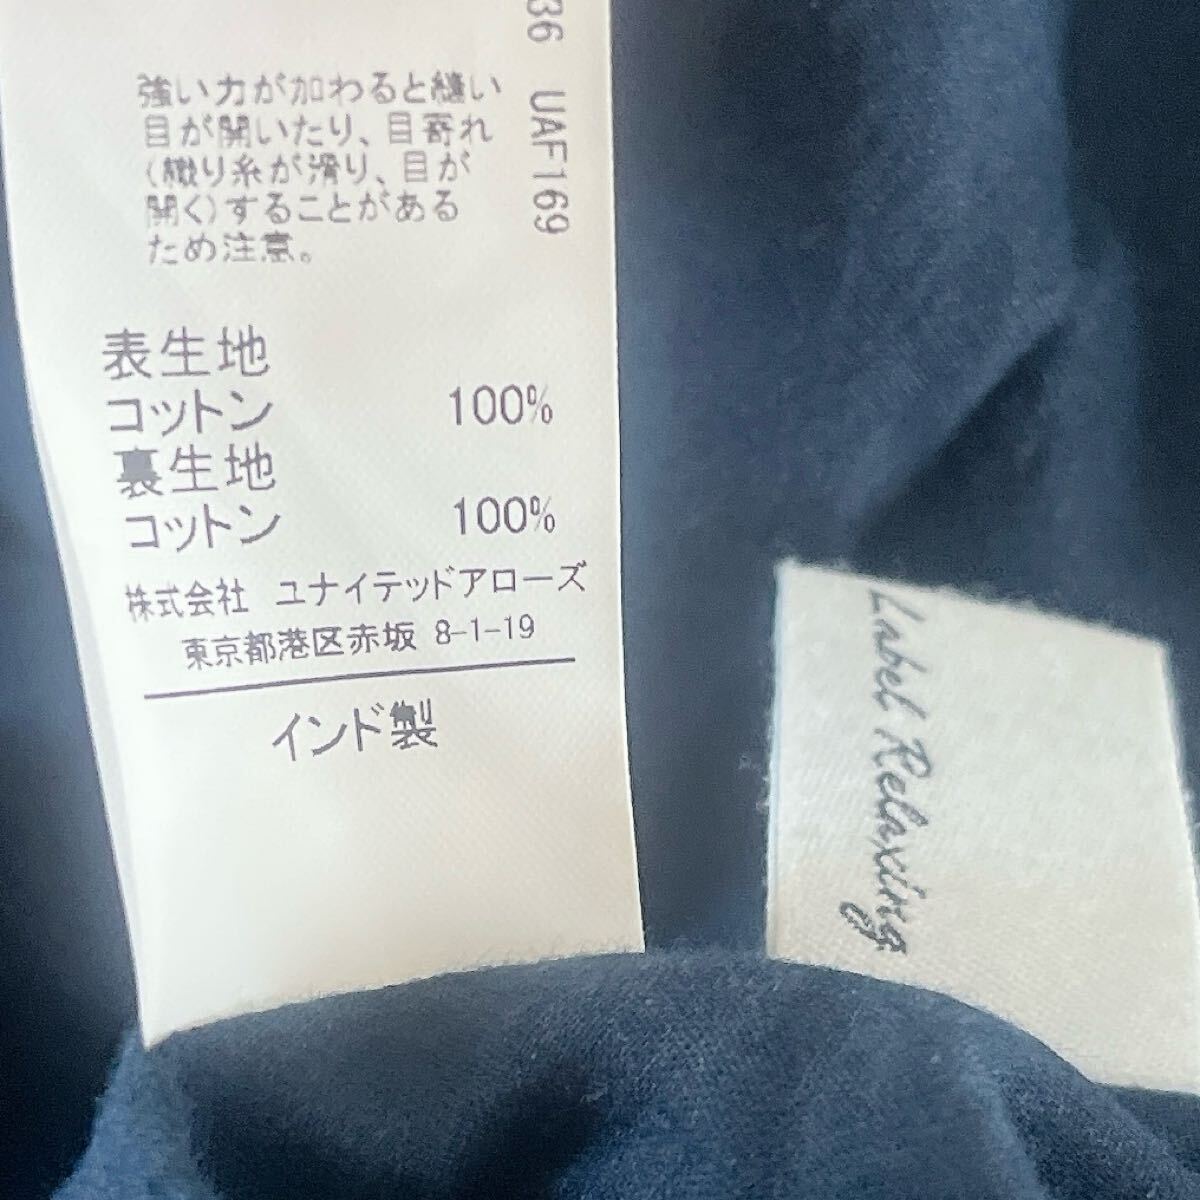 強い力が加わると縫い
目が開いたり、目寄れ
(織り糸が滑り、目が
開く)することがある
ため注意。
36 UAF169
表生地
コットン 100%
裏生地
コットン 100%
株式会社 ユナイテッドアローズ
東京都港区赤坂 8-1-19
インド製
Label Relaxing